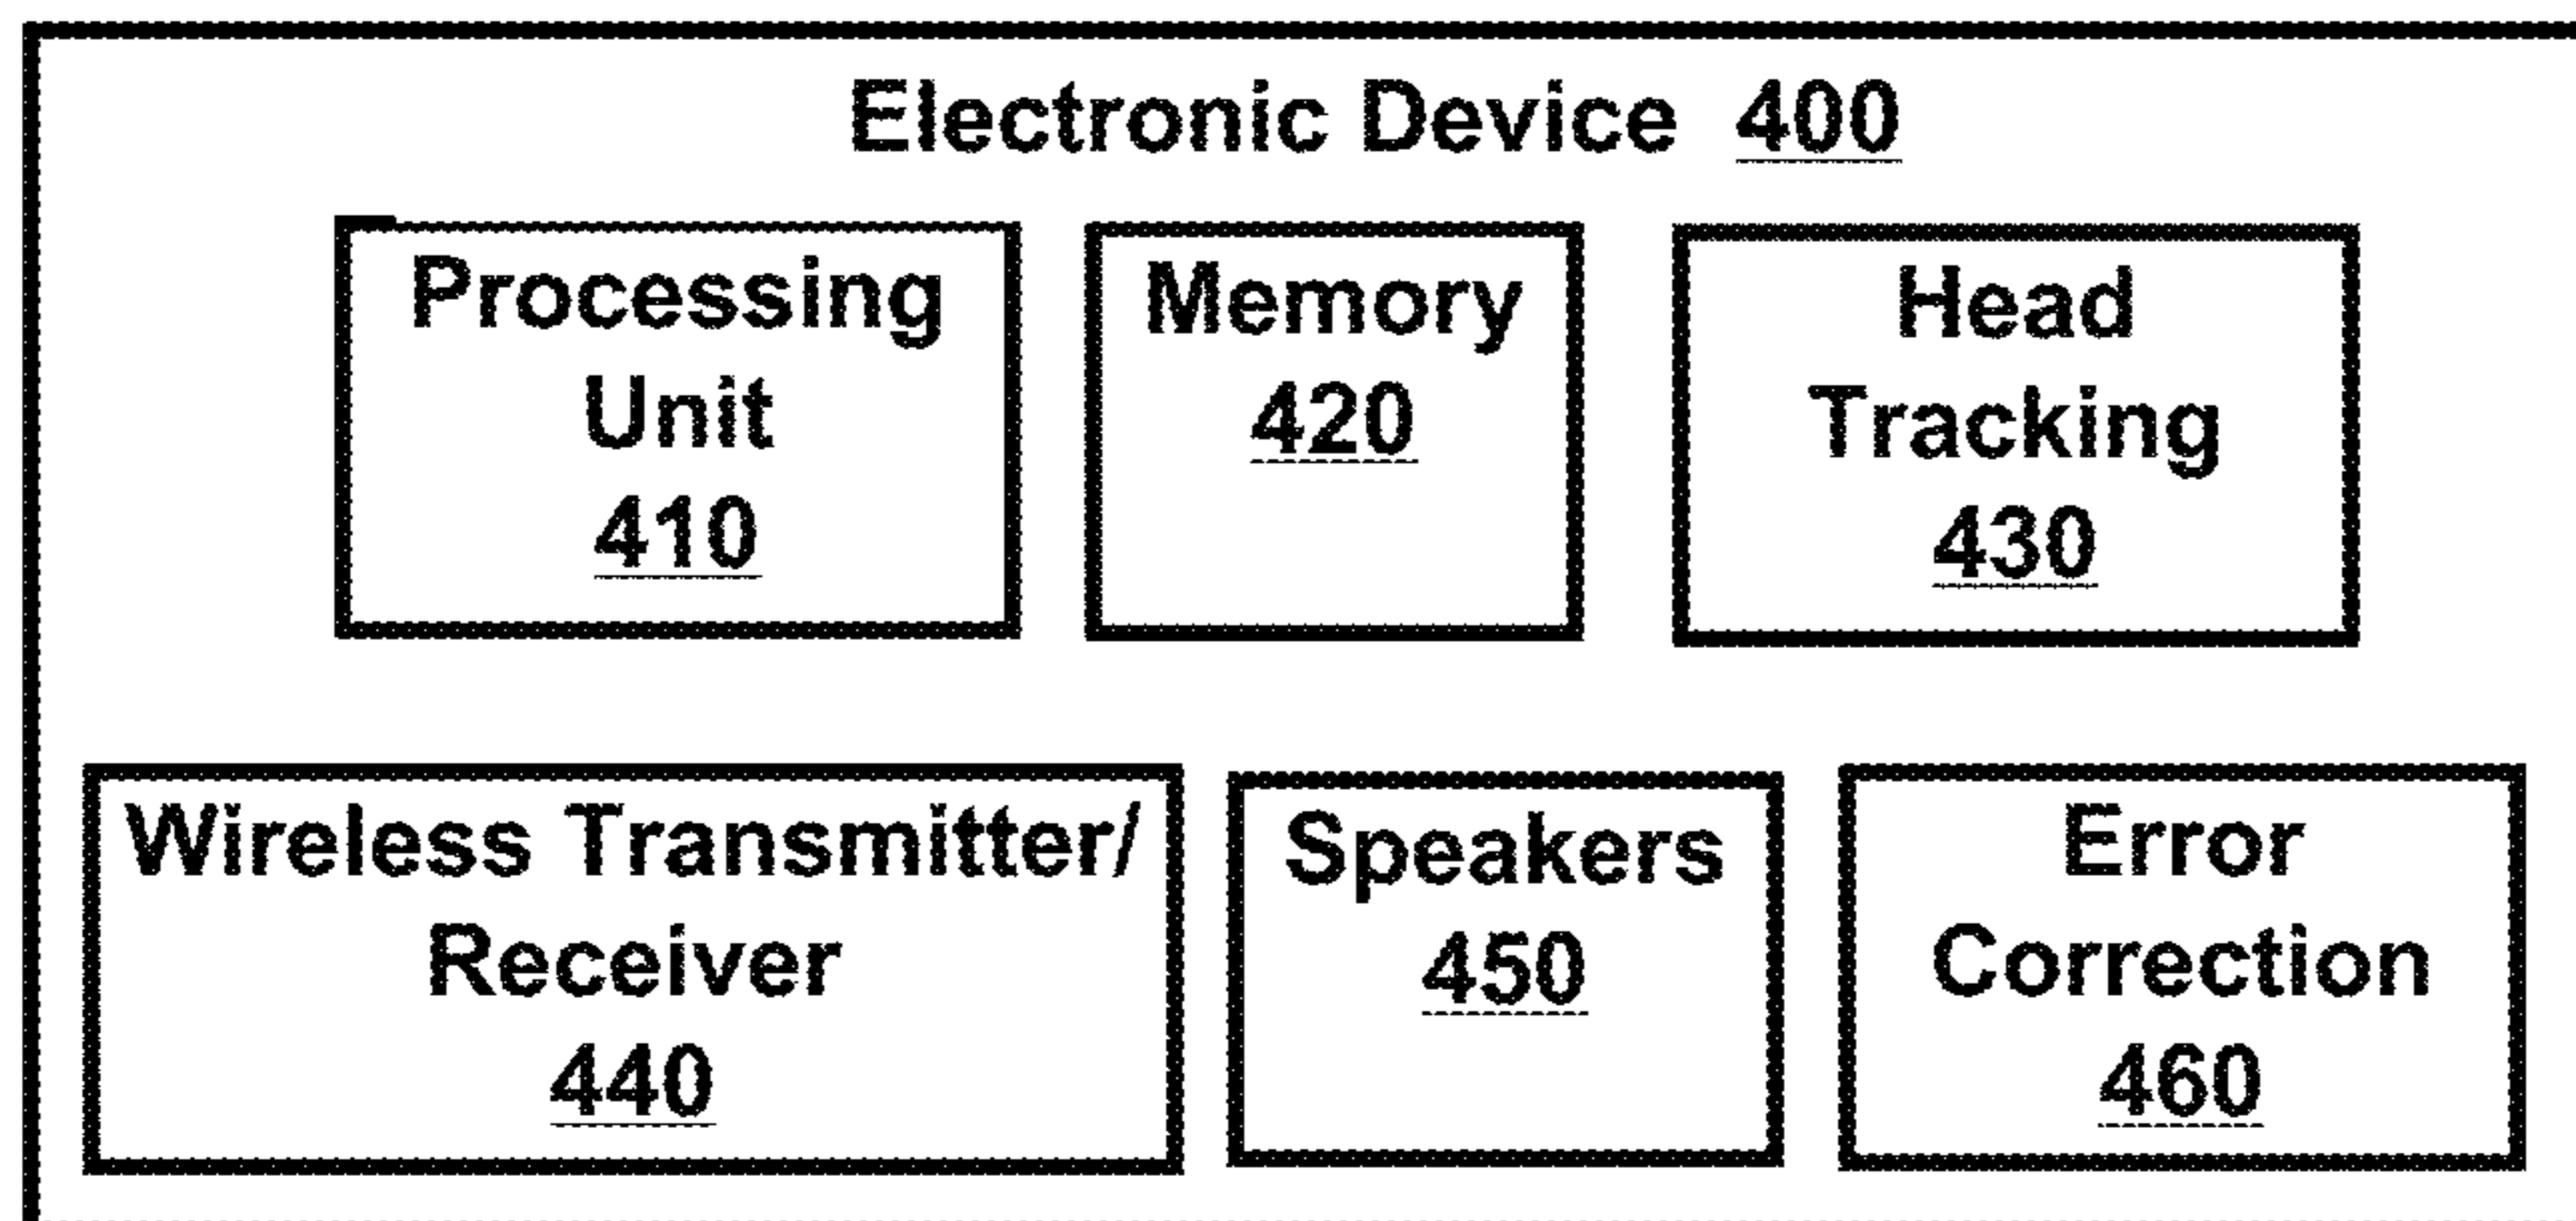 Electronic Device 400
Processing
Unit
410
Memory
420
Head
Tracking
430
Wireless Transmitter/
Receiver
440
Speakers
450
Error
Correction
460